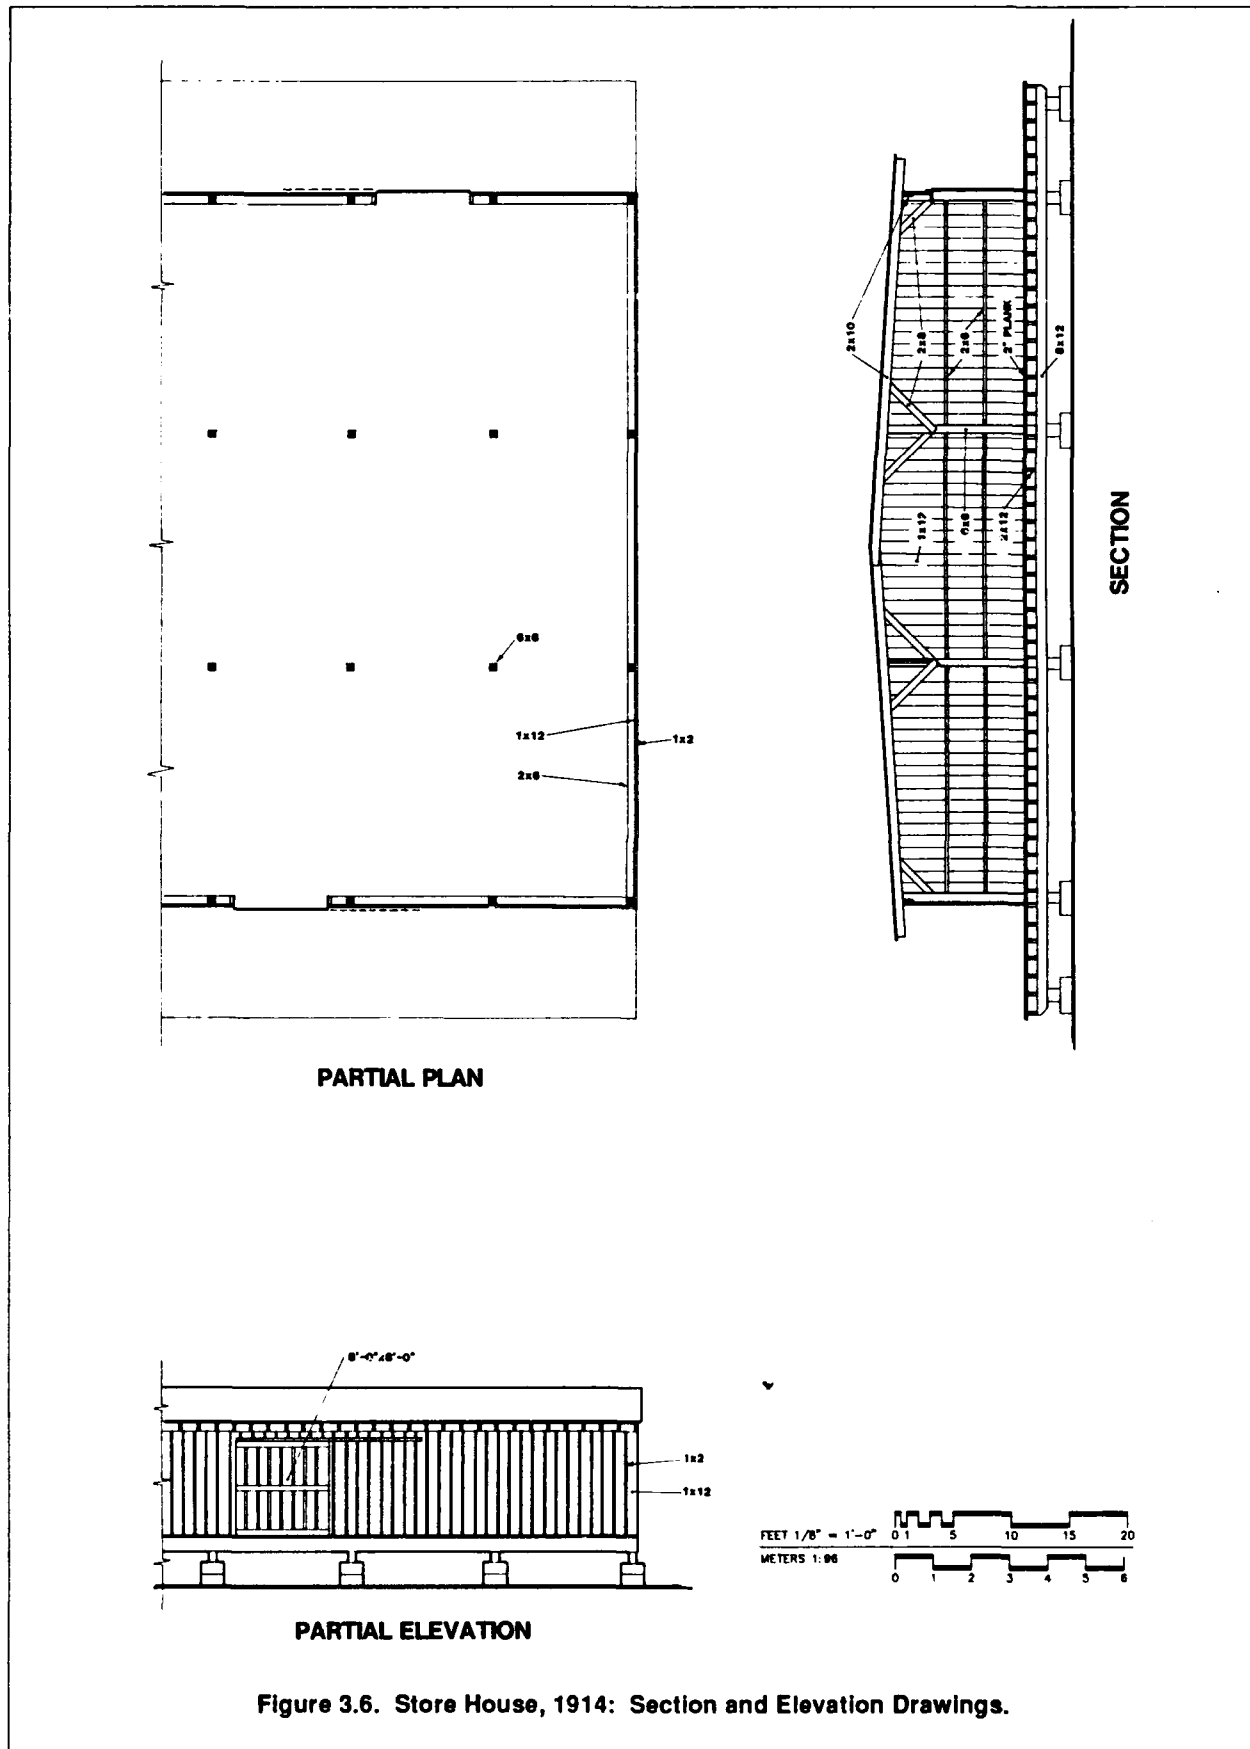 6x6
1x12
1x2
2x6
PARTIAL PLAN
2x10
2x8
2x6
2" PLANK
8x12
1x12
6x6
2x12
SECTION
8'-0"x8'-0"
1x2
1x12
PARTIAL ELEVATION
FEET 1/8" = 1'-0" 0 1 5 10 15 20
METERS 1:96
0 1 2 3 4 5 6
Figure 3.6. Store House, 1914: Section and Elevation Drawings.